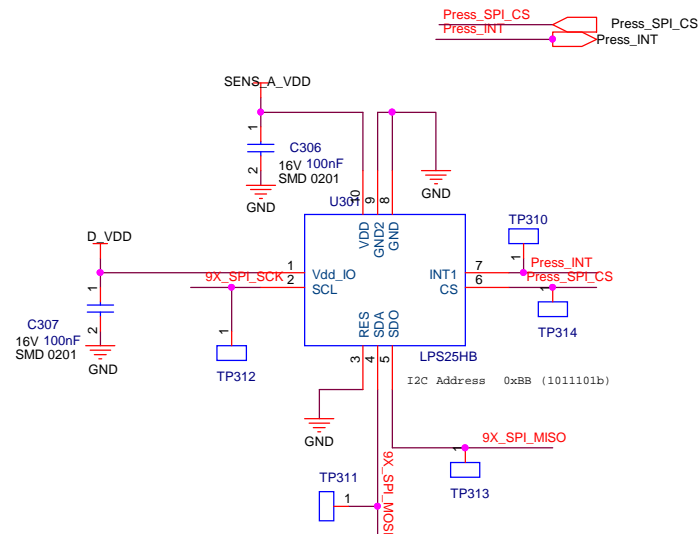 Press_SPI_CS
Press_SPI_CS
Press_INT
Press_INT
SENS_A_VDD
1
C306
16V 100nF
2
SMD 0201
GND
GND
U301
10
9
8
VDD
GND2
GND
TP310
1
D_VDD
1
Vdd_IO
INT1
7
Press_INT
9X_SPI_SCK
2
SCL
CS
6
Press_SPI_CS
1
C307
16V 100nF
2
SMD 0201
GND
1
TP312
RES
SDA
SDO
3
4
5
LPS25HB
1
TP314
I2C Address 0xBB (1011101b)
GND
9X_SPI_MISO
1
TP313
TP311
1
9X_SPI_MOSI